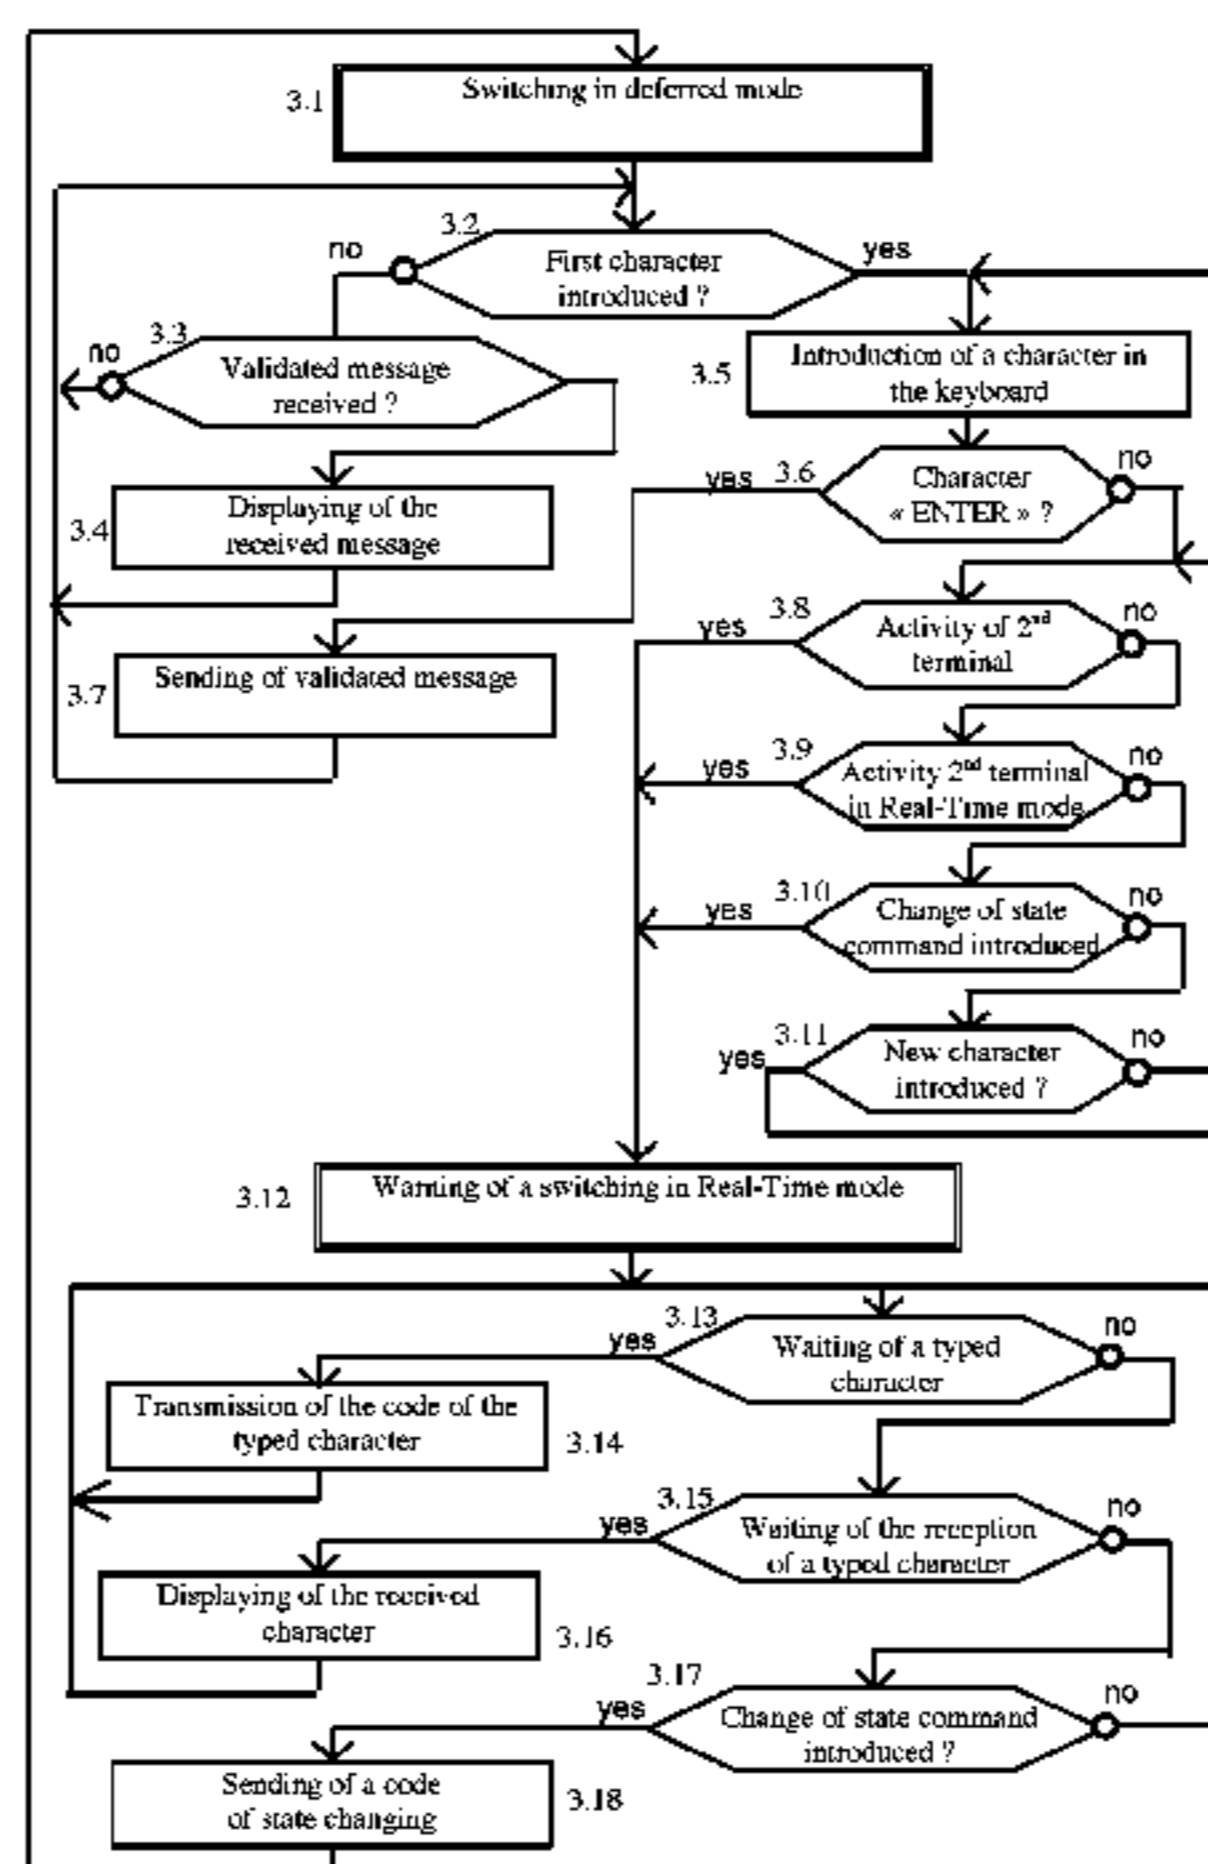 3.1
Switching in deferred mode
3.2
no
First character
introduced ?
yes
3.3
no
Validated message
received ?
3.5
Introduction of a character in
the keyboard
3.4
Displaying of the
received message
yes
3.6
Character
« ENTER » ?
no
3.7
Sending of validated message
yes
3.8
Activity of 2nd
terminal
no
yes
3.9
Activity 2nd terminal
in Real-Time mode
no
yes
3.10
Change of state
command introduced
no
yes
3.11
New character
introduced ?
no
3.12
Warning of a switching in Real-Time mode
yes
3.13
Waiting of a typed
character
no
Transmission of the code of the
typed character
3.14
yes
3.15
Waiting of the reception
of a typed character
no
Displaying of the received
character
3.16
yes
3.17
Change of state command
introduced ?
no
Sending of a code
of state changing
3.18